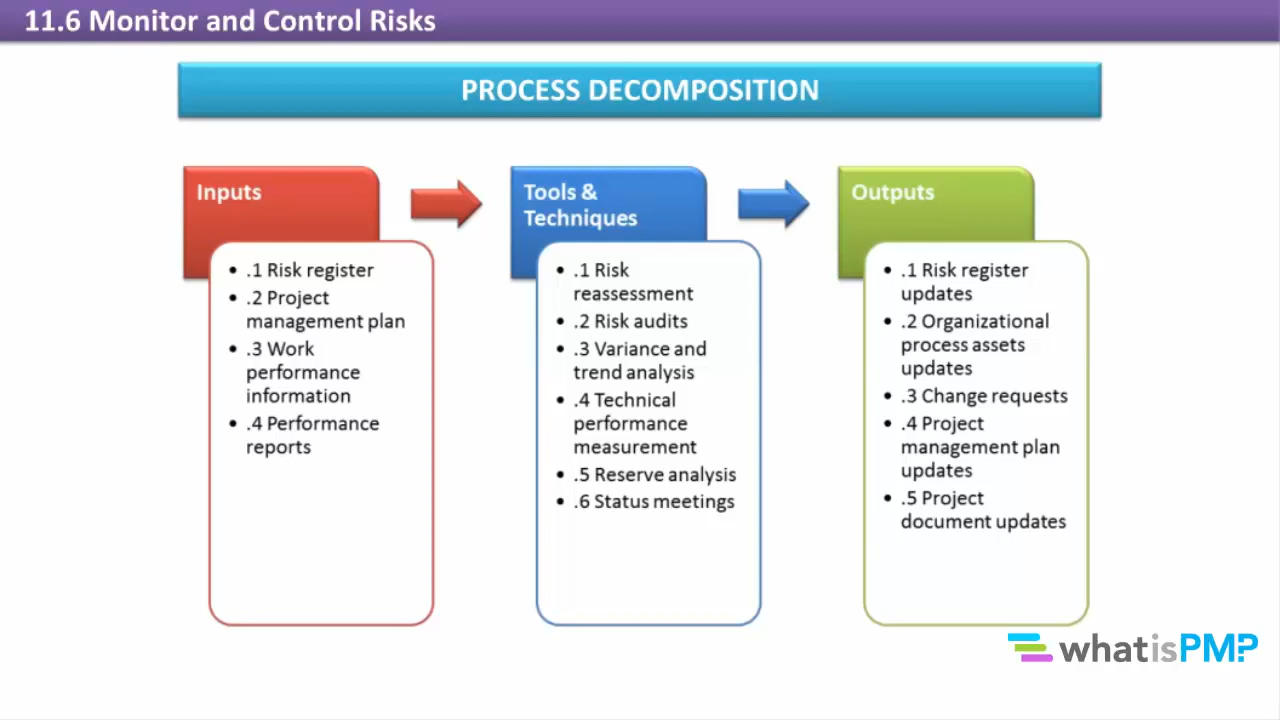 11.6 Monitor and Control Risks
PROCESS DECOMPOSITION
Inputs
• .1 Risk register
• .2 Project
management plan
• .3 Work
performance
information
• .4 Performance
reports
Tools &
Techniques
• .1 Risk
reassessment
• .2 Risk audits
• .3 Variance and
trend analysis
• .4 Technical
performance
measurement
• .5 Reserve analysis
• .6 Status meetings
Outputs
• .1 Risk register
updates
• .2 Organizational
process assets
updates
• .3 Change requests
• .4 Project
management plan
updates
• .5 Project
document updates
whatisPM?